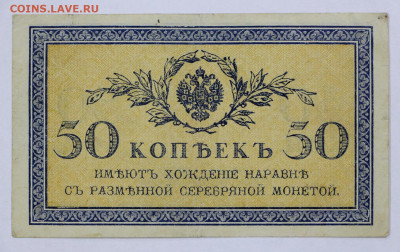 COINS.LAVE.RU
50 КОПѢЕКЪ 50
ИМѢЮТЪ ХОЖДЕНІЕ НАРАВНѢ
СЪ РАЗМѢННОЙ СЕРЕБРЯНОЙ МОНЕТОЙ.